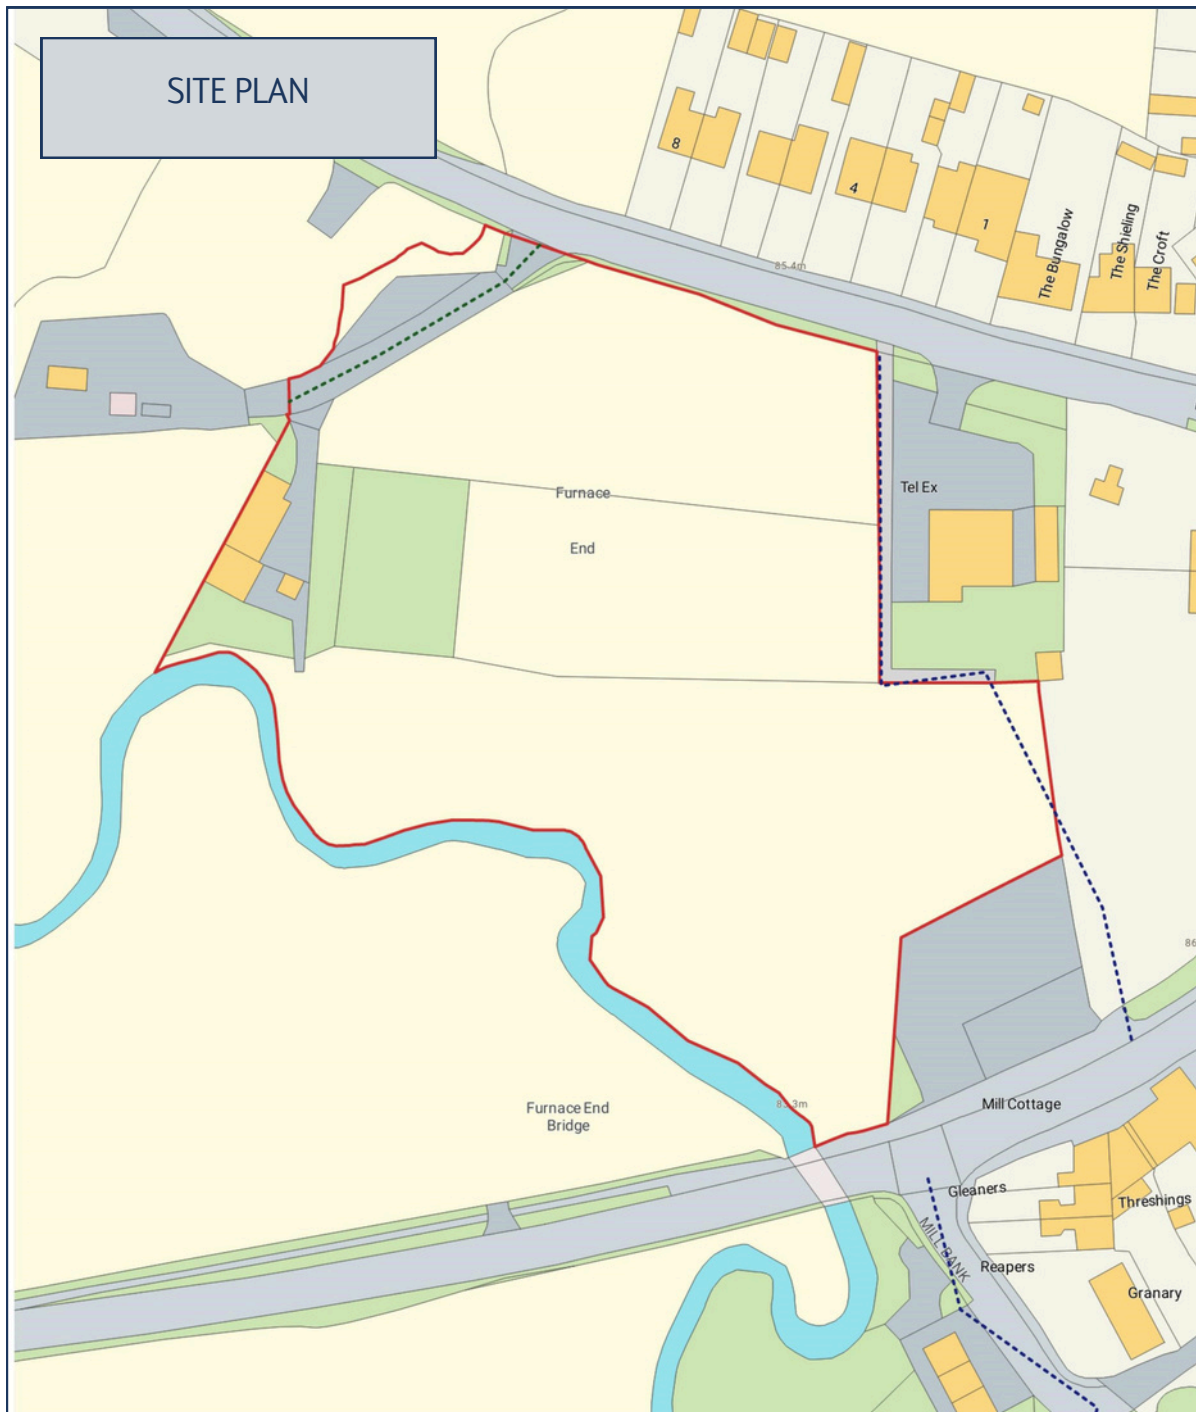 SITE PLAN
8
4
1
The Bungalow
The Shieling
The Croft
85.4m
Tel Ex
Furnace
End
86
Furnace End
Bridge
Mill Cottage
Gleaners
Threshings
MILL BANK
Reapers
Granary